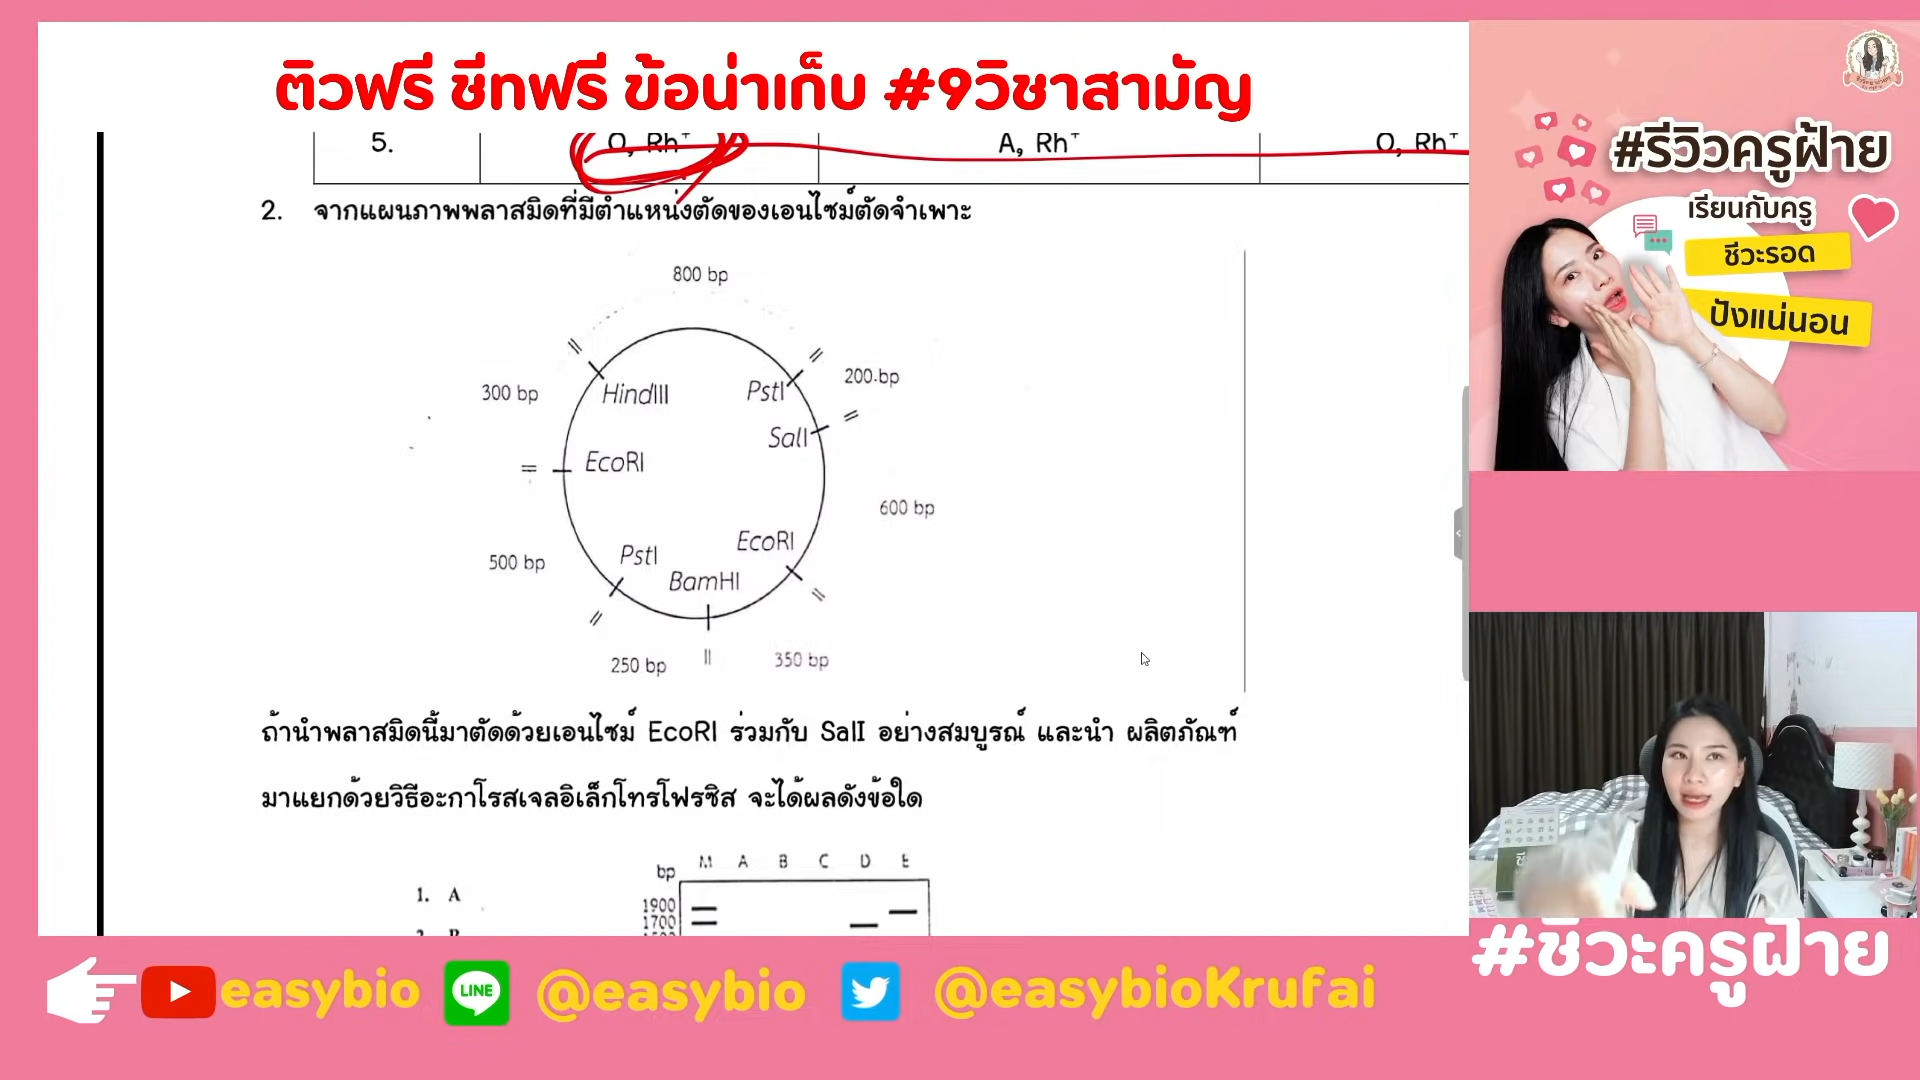 ติวฟรี ชีทฟรี ข้อน่าเก็บ #9วิชาสามัญ
#รีวิวครูฝ้าย
เรียนกับครู
ชีวะรอด
ปังแน่นอน
5. O, Rh⁺ A, Rh⁺ O, Rh⁺
2. จากแผนภาพพลาสมิดที่มีตำแหน่งตัดของเอนไซม์ตัดจำเพาะ
800 bp
300 bp HindIII PstI 200 bp
SalI
EcoRI
600 bp
EcoRI
500 bp PstI
BamHI
250 bp 350 bp
ถ้านำพลาสมิดนี้มาตัดด้วยเอนไซม์ EcoRI ร่วมกับ SalI อย่างสมบูรณ์ และนำ ผลิตภัณฑ์
มาแยกด้วยวิธีอะกาโรสเจลอิเล็กโทรโฟรซิส จะได้ผลดังข้อใด
bp M A B C D E
1. A
1900
1700
#ชีวะครูฝ้าย
easybio LINE @easybio @easybioKrufai